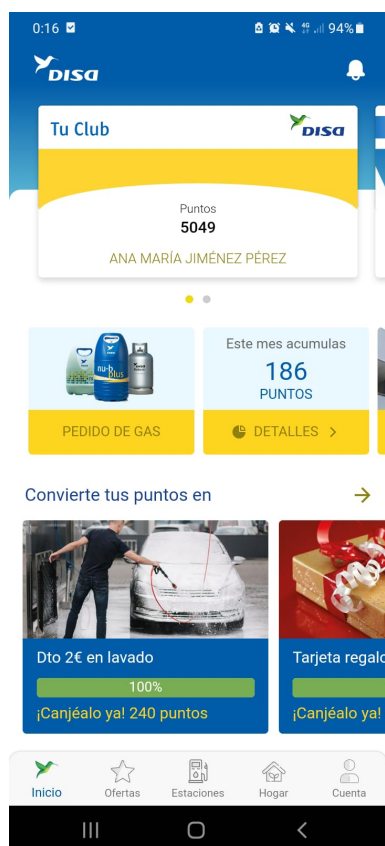 0:16
4G
94%
DISA
Tu Club
DISA
Puntos
5049
ANA MARÍA JIMÉNEZ PÉREZ
nu·b
plus
Este mes acumulas
186
PUNTOS
PEDIDO DE GAS
DETALLES >
Convierte tus puntos en
Dto 2€ en lavado
Tarjeta regalo
100%
¡Canjéalo ya! 240 puntos
¡Canjéalo ya!
Inicio
Ofertas
Estaciones
Hogar
Cuenta